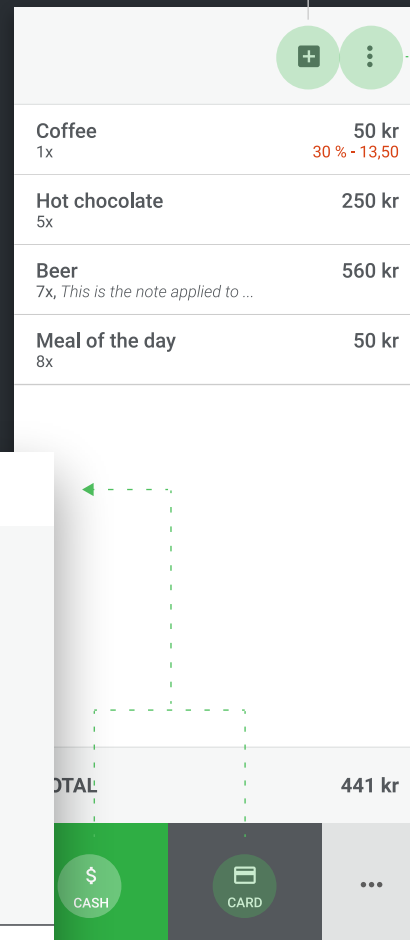 Coffee 50 kr
1x 30 % - 13,50
Hot chocolate 250 kr
5x
Beer 560 kr
7x, This is the note applied to ...
Meal of the day 50 kr
8x
OTAL 441 kr
$
CASH CARD